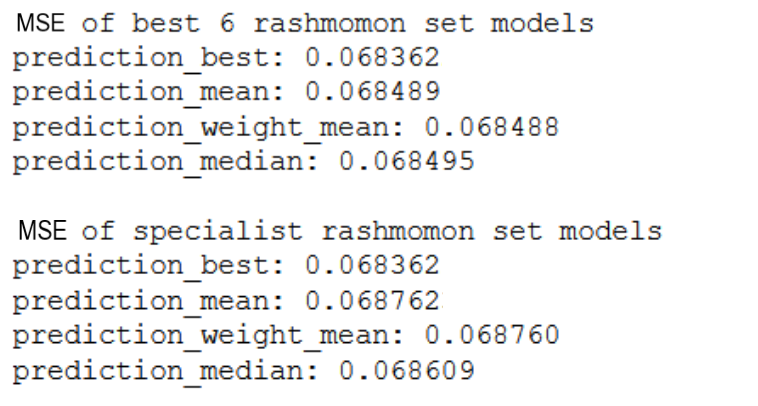 MSE of best 6 rashmomon set models
prediction_best: 0.068362
prediction_mean: 0.068489
prediction_weight_mean: 0.068488
prediction_median: 0.068495
MSE of specialist rashmomon set models
prediction_best: 0.068362
prediction_mean: 0.068762
prediction_weight_mean: 0.068760
prediction_median: 0.068609